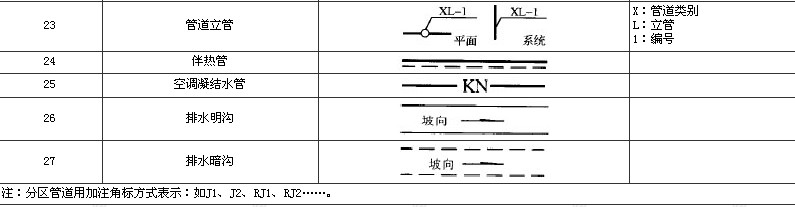 23 管道立管 XL-1 平面 XL-1 系统 X：管道类别
L：立管
1：编号
24 伴热管
25 空调凝结水管 KN
26 排水明沟 坡向
27 排水暗沟 坡向
注：分区管道用加注角标方式表示：如J1、J2、RJ1、RJ2……。